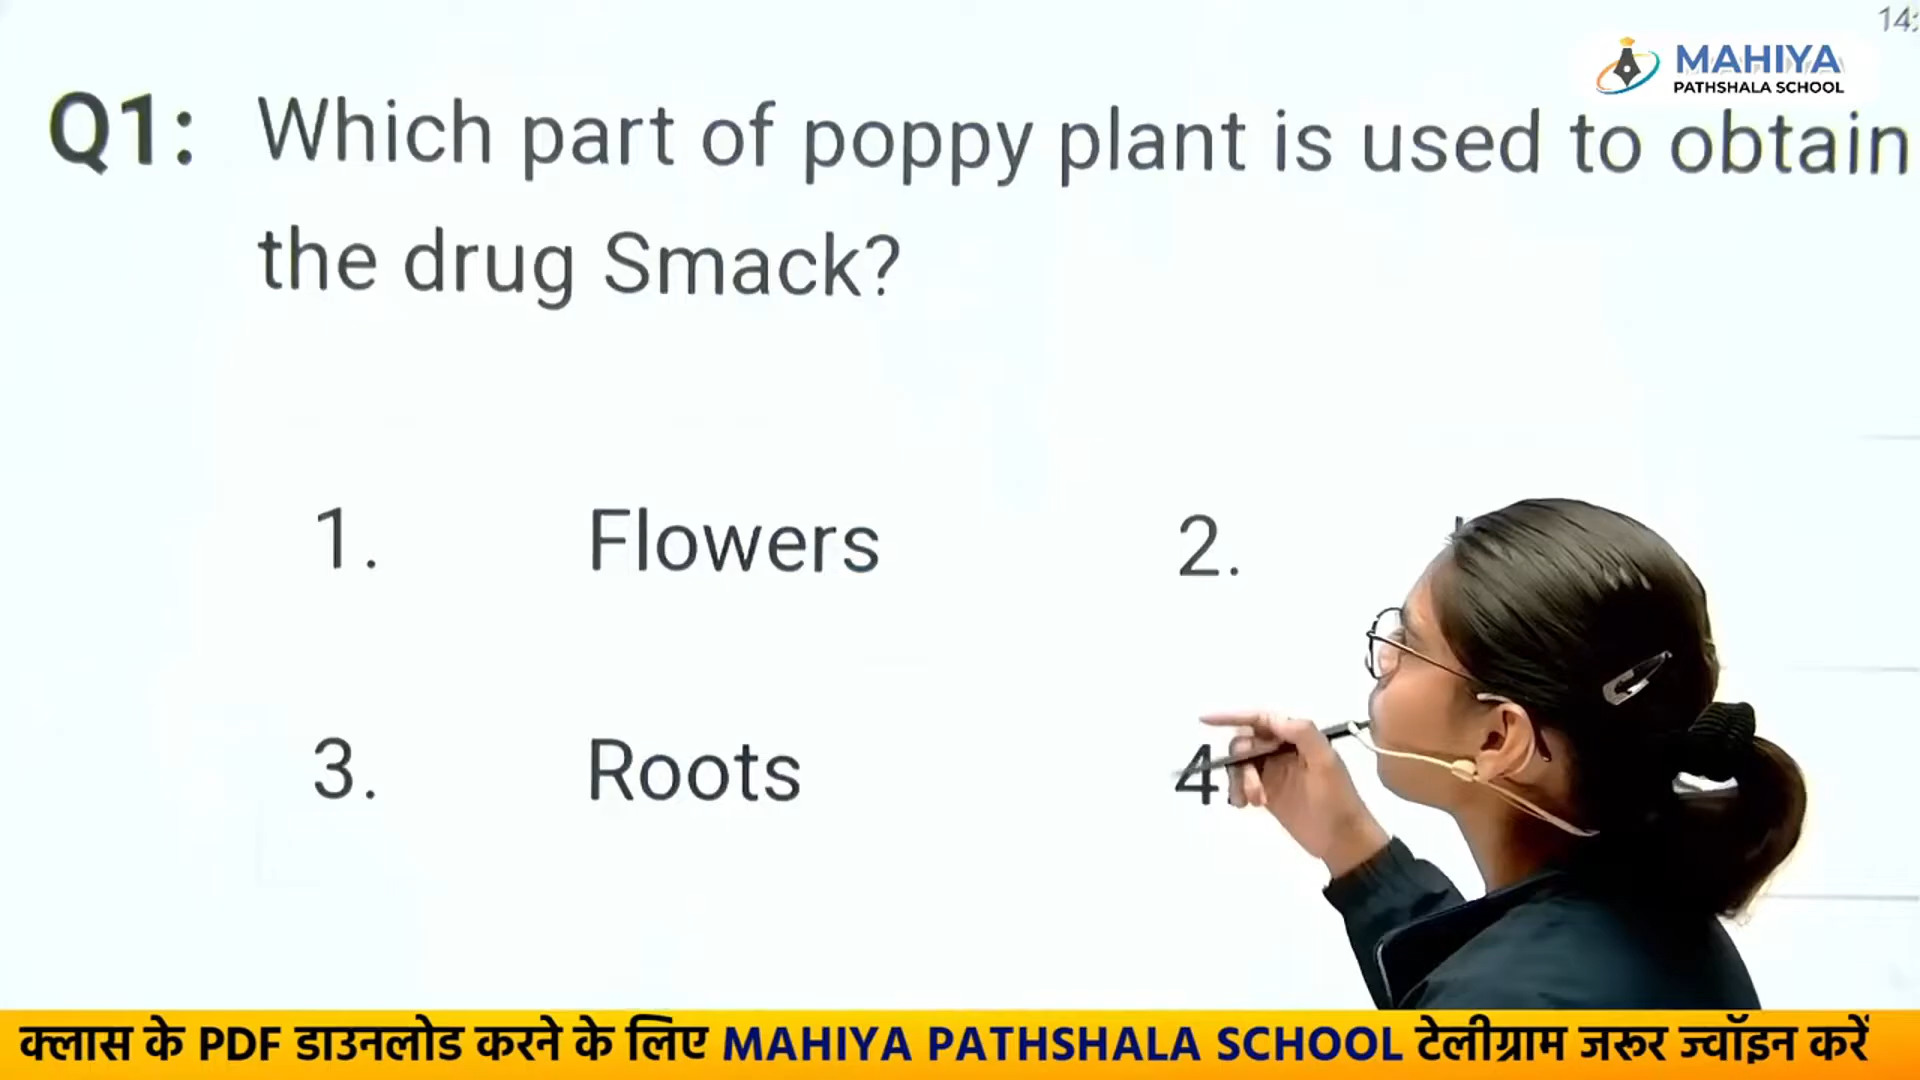 14:
MAHIYA
PATHSHALA SCHOOL
Q1: Which part of poppy plant is used to obtain
the drug Smack?
1. Flowers 2.
3. Roots 4.
क्लास के PDF डाउनलोड करने के लिए MAHIYA PATHSHALA SCHOOL टेलीग्राम जरूर ज्वॉइन करें